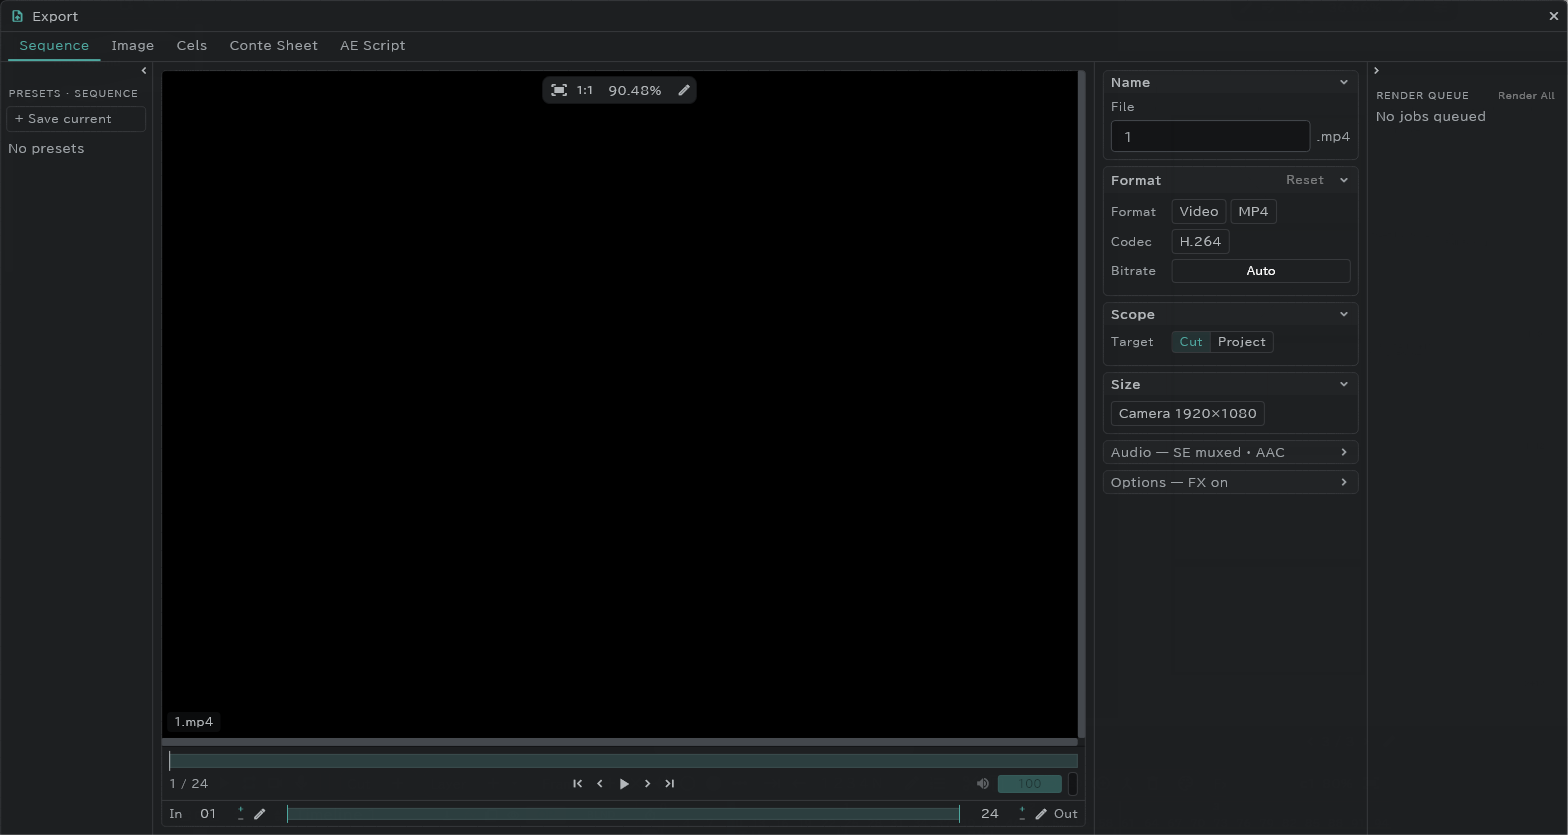 Export
Sequence Image Cels Conte Sheet AE Script
PRESETS · SEQUENCE
+ Save current
No presets
1:1 90.48%
1.mp4
1 / 24
100
In 01
24 Out
Name
File
1 .mp4
Format Reset
Format Video MP4
Codec H.264
Bitrate Auto
Scope
Target Cut Project
Size
Camera 1920×1080
Audio — SE muxed • AAC
Options — FX on
RENDER QUEUE Render All
No jobs queued